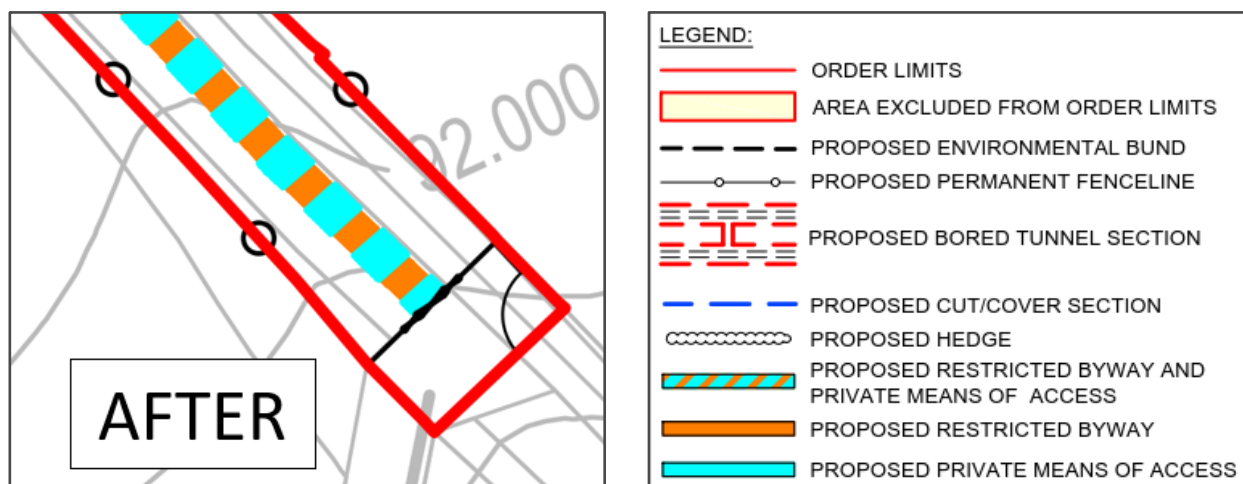 92.000
AFTER
LEGEND:
ORDER LIMITS
AREA EXCLUDED FROM ORDER LIMITS
PROPOSED ENVIRONMENTAL BUND
PROPOSED PERMANENT FENCELINE
PROPOSED BORED TUNNEL SECTION
PROPOSED CUT/COVER SECTION
PROPOSED HEDGE
PROPOSED RESTRICTED BYWAY AND
PRIVATE MEANS OF ACCESS
PROPOSED RESTRICTED BYWAY
PROPOSED PRIVATE MEANS OF ACCESS